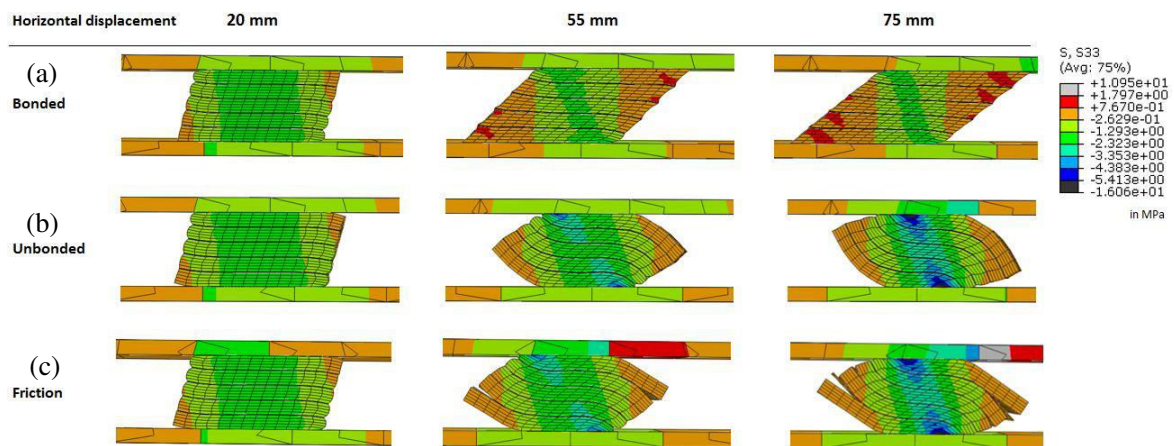 Horizontal displacement 20 mm 55 mm 75 mm
S, S33
(Avg: 75%)
+1.095e+01
+1.797e+00
+7.670e-01
-2.629e-01
-1.293e+00
-2.323e+00
-3.353e+00
-4.383e+00
-5.413e+00
-1.606e+01
in MPa
(a)
Bonded
(b)
Unbonded
(c)
Friction